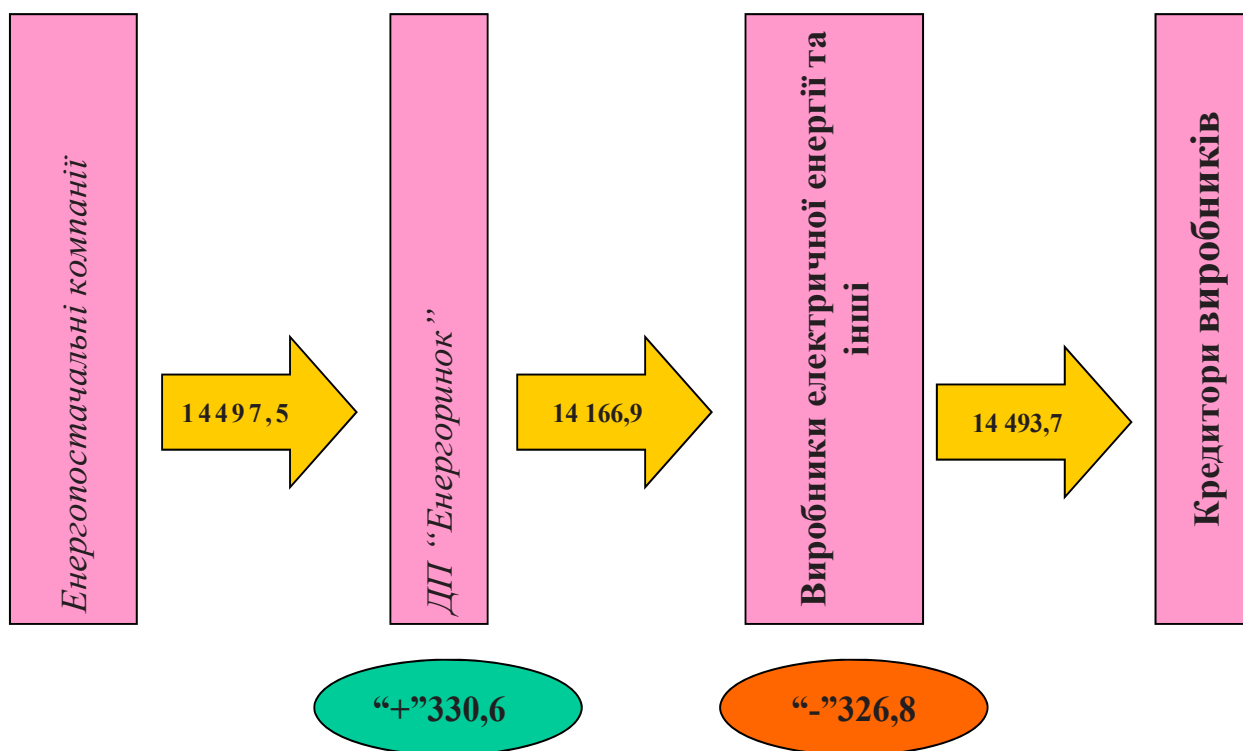 Енергопостачальні компанії
14497,5
ДП “Енергоринок”
14 166,9
Виробники електричної енергії та
інші
14 493,7
Кредитори виробників
“+”330,6
“-”326,8